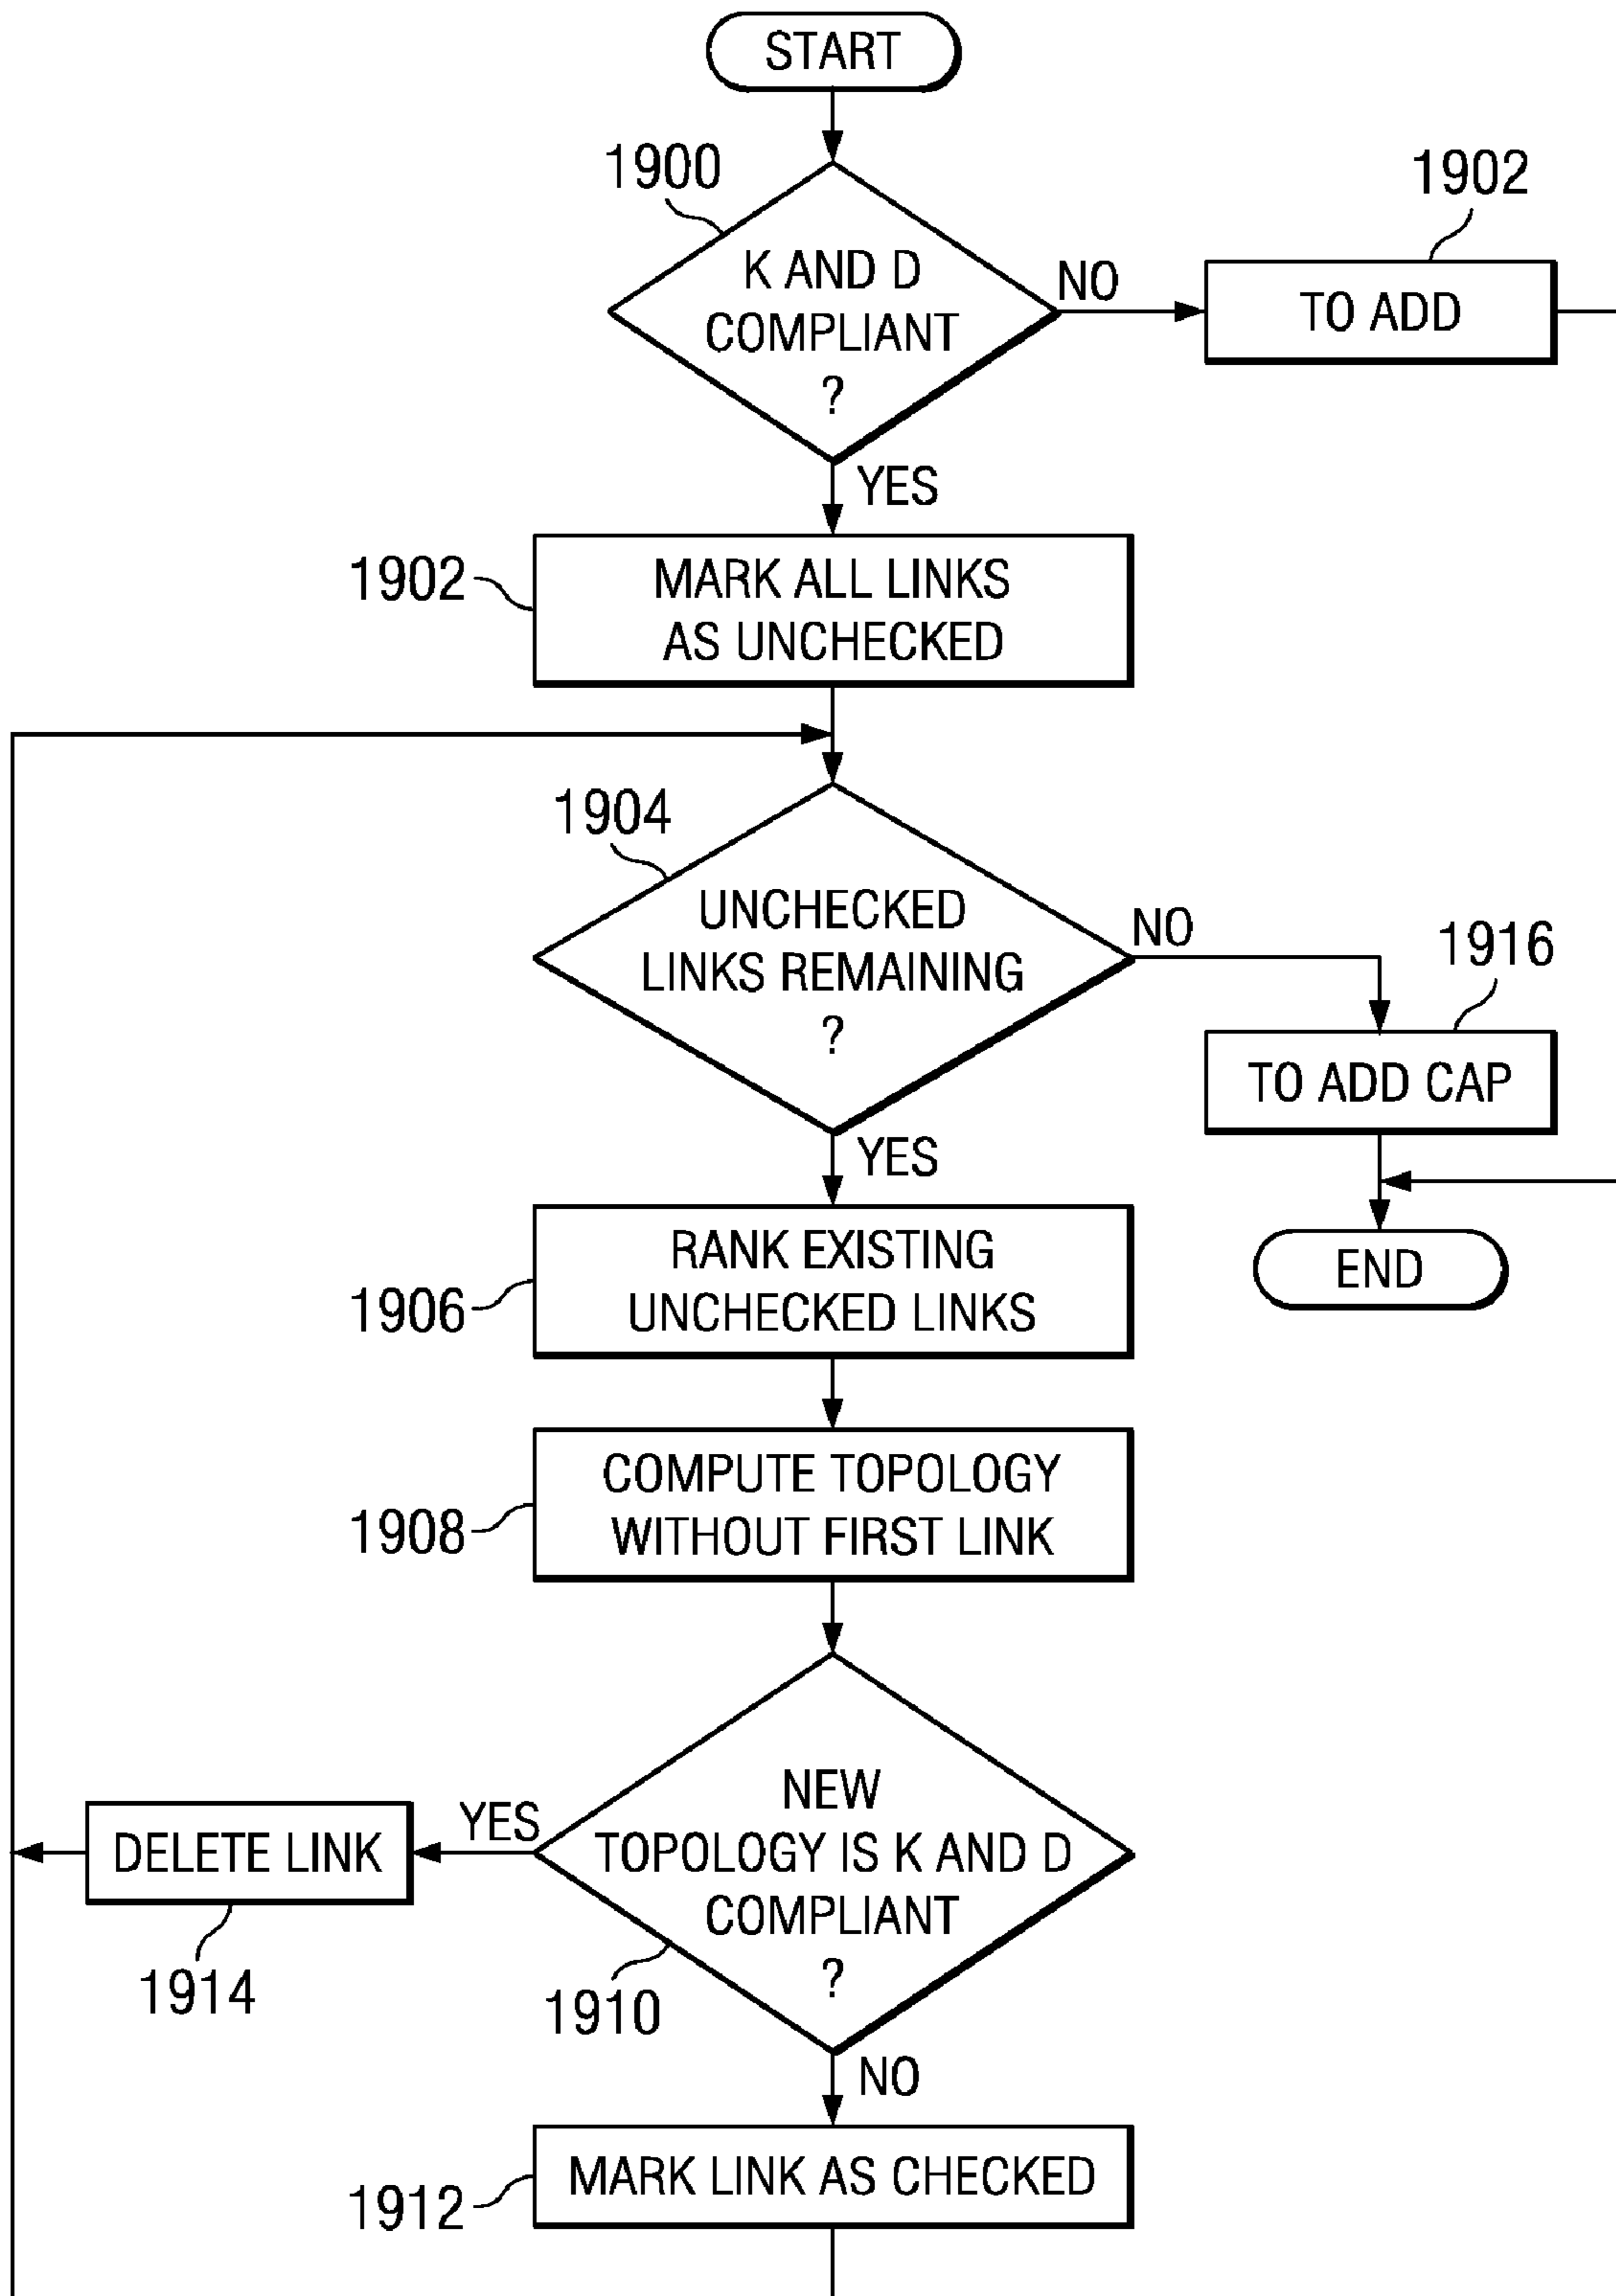 START
1900
K AND D
COMPLIANT
?
NO
1902
TO ADD
YES
1902
MARK ALL LINKS
AS UNCHECKED
1904
UNCHECKED
LINKS REMAINING
?
NO
1916
TO ADD CAP
END
YES
1906
RANK EXISTING
UNCHECKED LINKS
1908
COMPUTE TOPOLOGY
WITHOUT FIRST LINK
NEW
TOPOLOGY IS K AND D
COMPLIANT
?
1910
YES
DELETE LINK
1914
NO
1912
MARK LINK AS CHECKED